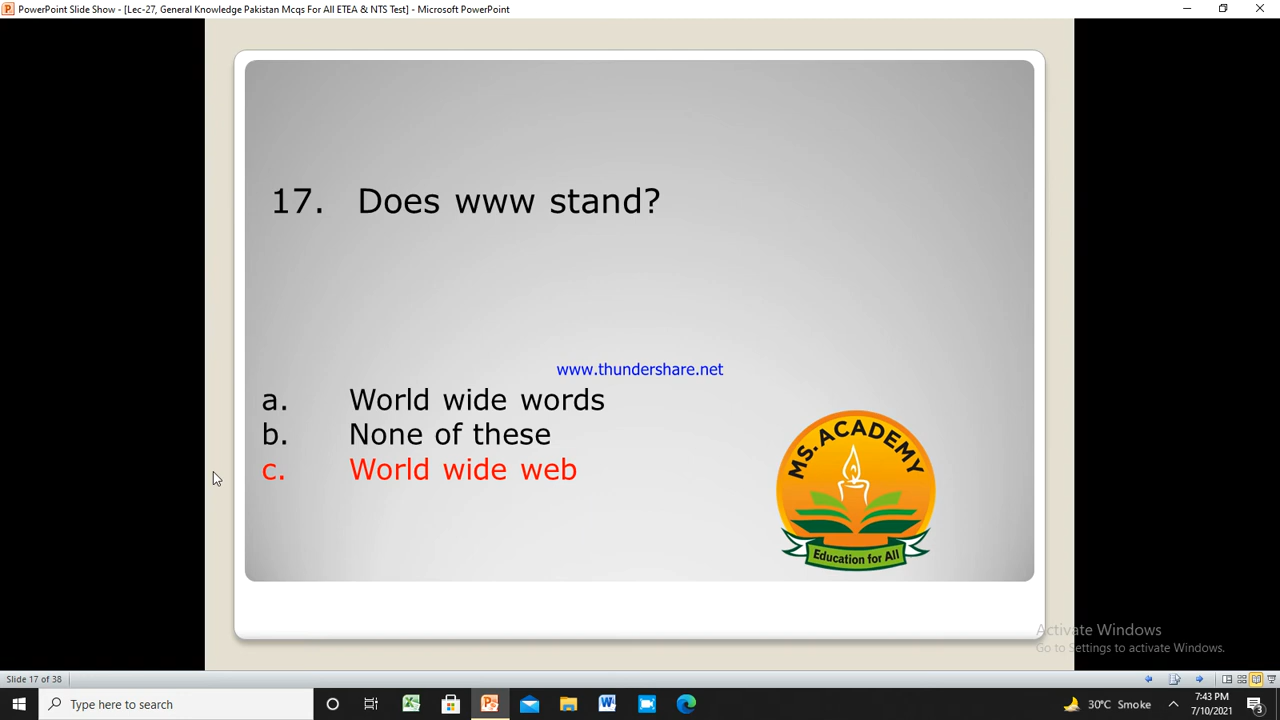 PowerPoint Slide Show - [Lec-27, General Knowledge Pakistan Mcqs For All ETEA & NTS Test] - Microsoft PowerPoint
17. Does www stand?
www.thundershare.net
a. World wide words
b. None of these
c. World wide web
MS.ACADEMY
Education for All
Activate Windows
Go to Settings to activate Windows.
Slide 17 of 38
Type here to search
30°C Smoke
7:43 PM
7/10/2021
3